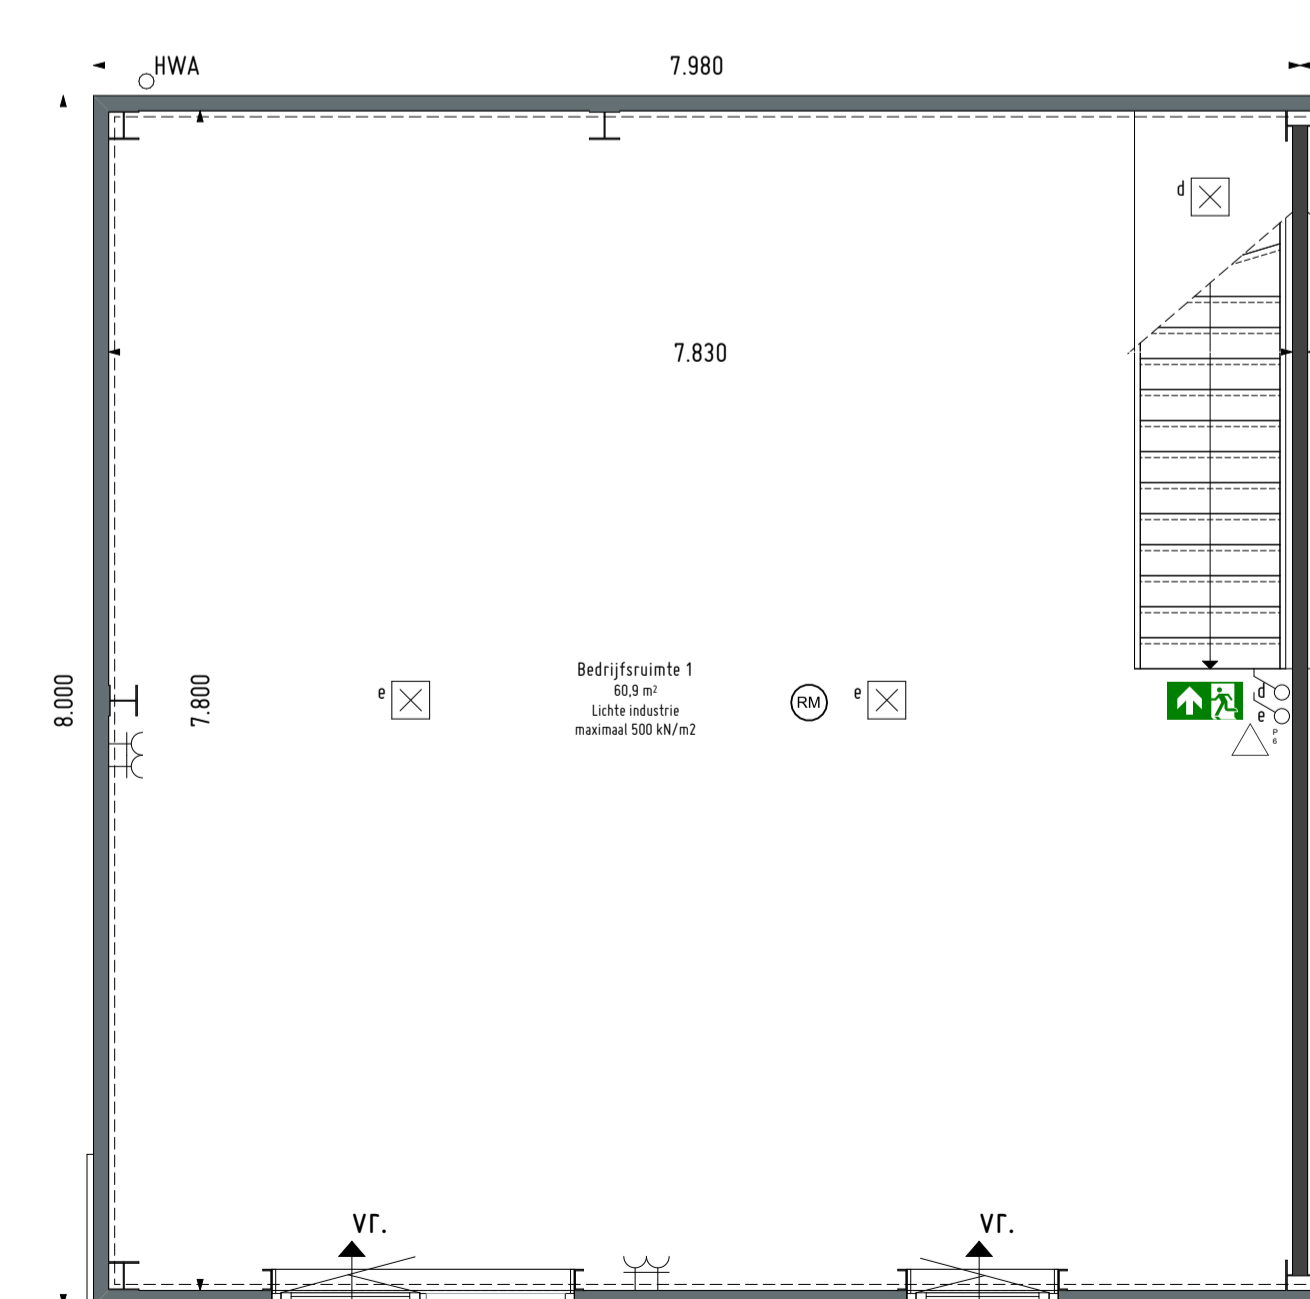 HWA
7.980
d
7.830
Bedrijfsruimte 1
60,9 m²
Lichte industrie
maximaal 500 kN/m2
e
RM
e
d
e
P
6
8.000
7.800
vr.
vr.